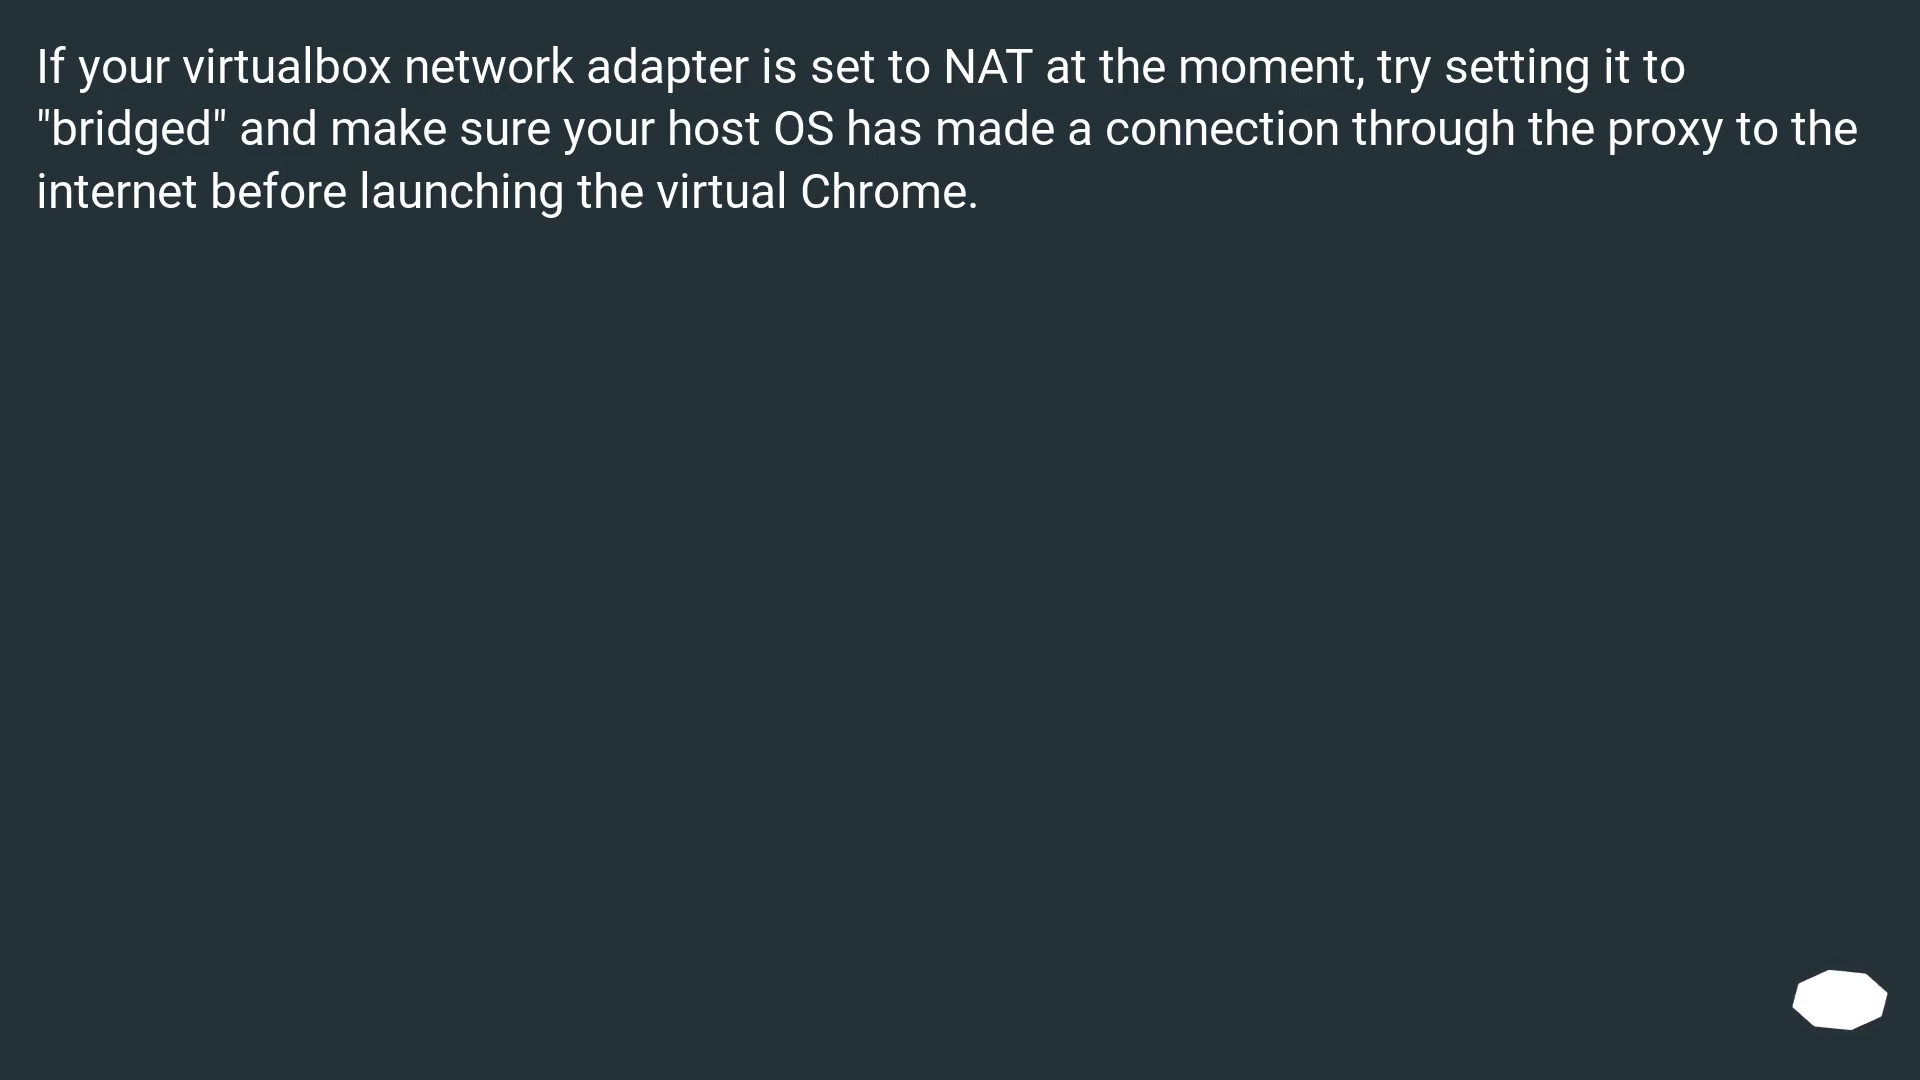 If your virtualbox network adapter is set to NAT at the moment, try setting it to
"bridged" and make sure your host OS has made a connection through the proxy to the
internet before launching the virtual Chrome.